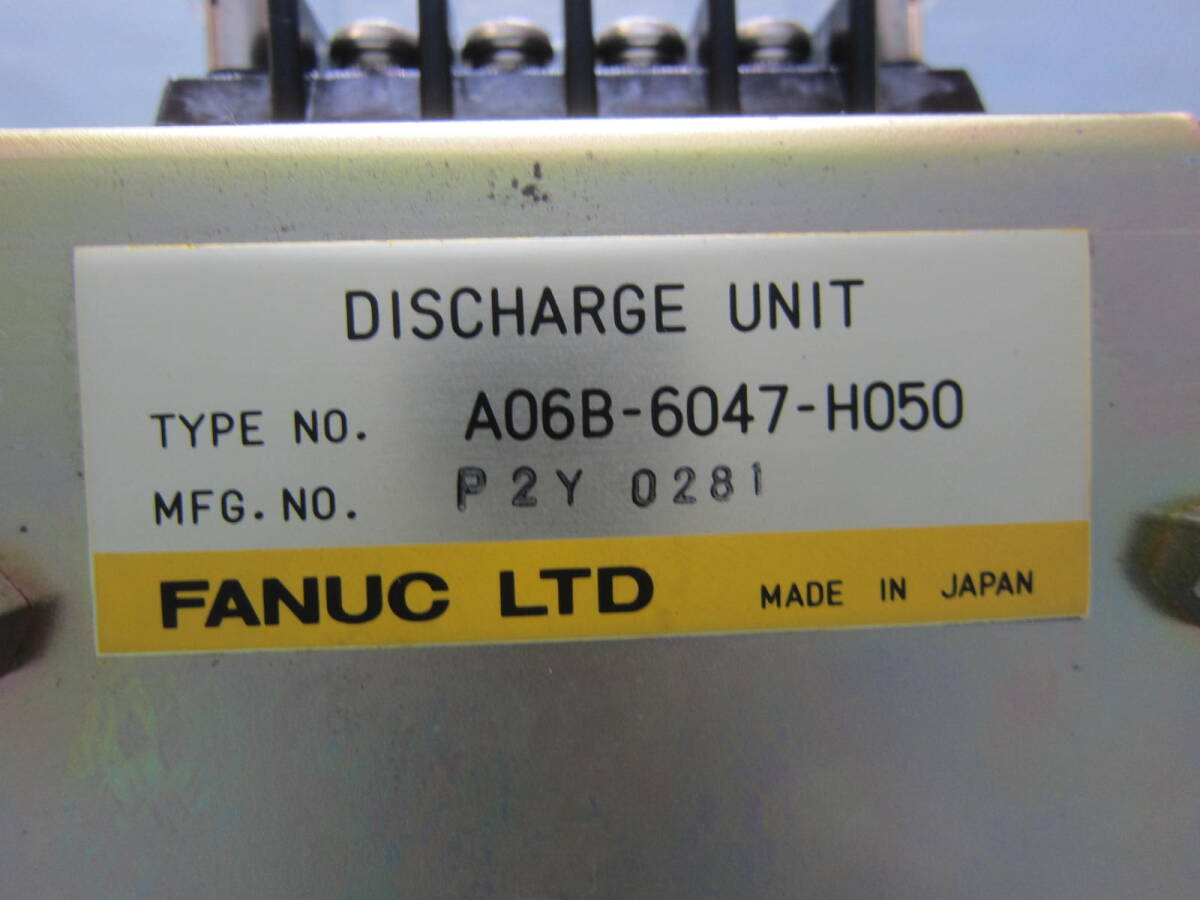 DISCHARGE UNIT
TYPE NO. A06B-6047-H050
MFG. NO. P2Y 0281
FANUC LTD MADE IN JAPAN